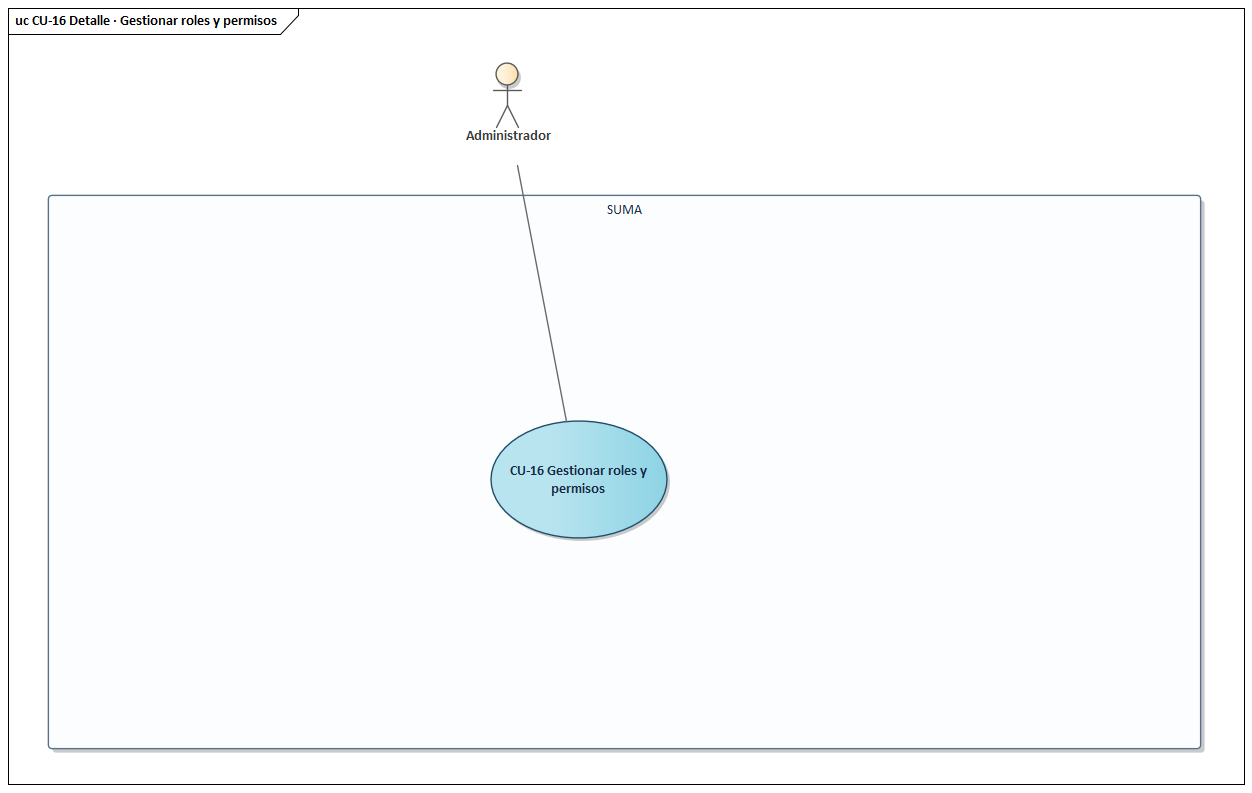 uc CU-16 Detalle · Gestionar roles y permisos
Administrador
SUMA
CU-16 Gestionar roles y
permisos